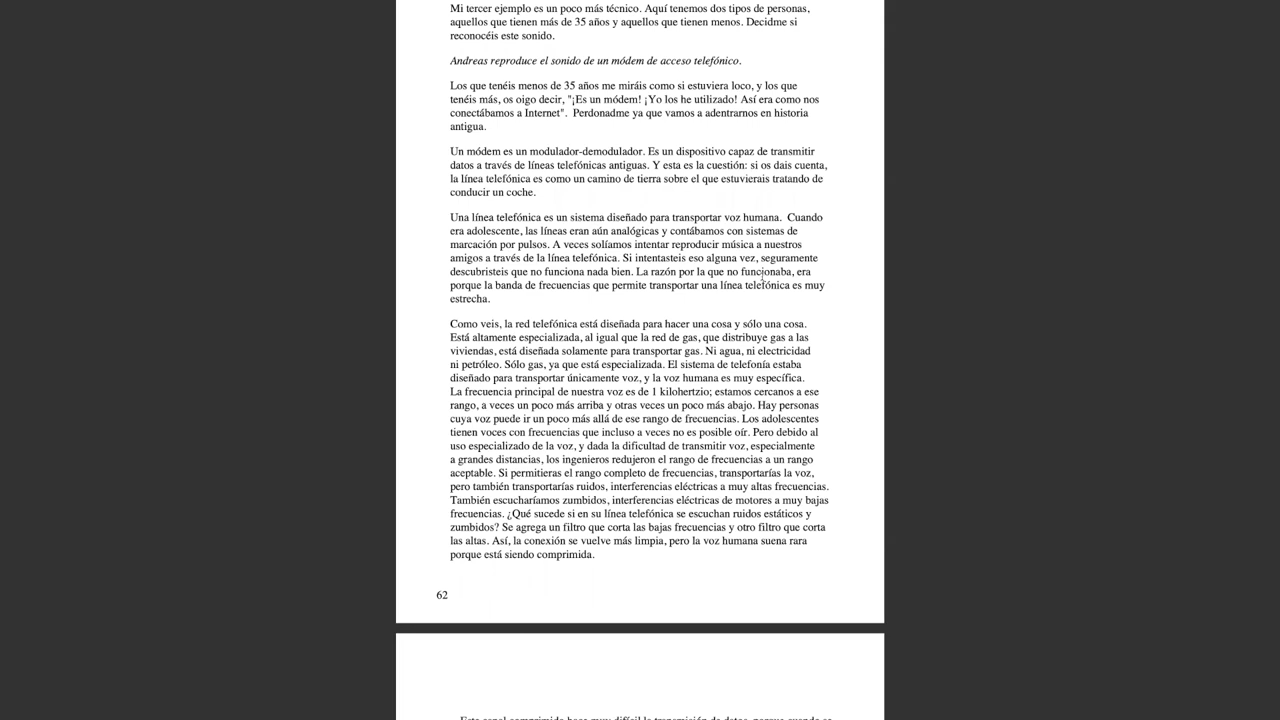 Mi tercer ejemplo es un poco más técnico. Aquí tenemos dos tipos de personas,
aquellos que tienen más de 35 años y aquellos que tienen menos. Decidme si
reconocéis este sonido.
Andreas reproduce el sonido de un módem de acceso telefónico.
Los que tenéis menos de 35 años me miráis como si estuviera loco, y los que
tenéis más, os oigo decir, "¡Es un módem! ¡Yo los he utilizado! Así era como nos
conectábamos a Internet".  Perdonadme ya que vamos a adentrarnos en historia
antigua.
Un módem es un modulador-demodulador. Es un dispositivo capaz de transmitir
datos a través de líneas telefónicas antiguas. Y esta es la cuestión: si os dais cuenta,
la línea telefónica es como un camino de tierra sobre el que estuvierais tratando de
conducir un coche.
Una línea telefónica es un sistema diseñado para transportar voz humana.  Cuando
era adolescente, las líneas eran aún analógicas y contábamos con sistemas de
marcación por pulsos. A veces solíamos intentar reproducir música a nuestros
amigos a través de la línea telefónica. Si intentasteis eso alguna vez, seguramente
descubristeis que no funciona nada bien. La razón por la que no funcionaba, era
porque la banda de frecuencias que permite transportar una línea telefónica es muy
estrecha.
Como veis, la red telefónica está diseñada para hacer una cosa y sólo una cosa.
Está altamente especializada, al igual que la red de gas, que distribuye gas a las
viviendas, está diseñada solamente para transportar gas. Ni agua, ni electricidad
ni petróleo. Sólo gas, ya que está especializada. El sistema de telefonía estaba
diseñado para transportar únicamente voz, y la voz humana es muy específica.
La frecuencia principal de nuestra voz es de 1 kilohertzio; estamos cercanos a ese
rango, a veces un poco más arriba y otras veces un poco más abajo. Hay personas
cuya voz puede ir un poco más allá de ese rango de frecuencias. Los adolescentes
tienen voces con frecuencias que incluso a veces no es posible oír. Pero debido al
uso especializado de la voz, y dada la dificultad de transmitir voz, especialmente
a grandes distancias, los ingenieros redujeron el rango de frecuencias a un rango
aceptable. Si permitieras el rango completo de frecuencias, transportarías la voz,
pero también transportarías ruidos, interferencias eléctricas a muy altas frecuencias.
También escucharíamos zumbidos, interferencias eléctricas de motores a muy bajas
frecuencias. ¿Qué sucede si en su línea telefónica se escuchan ruidos estáticos y
zumbidos? Se agrega un filtro que corta las bajas frecuencias y otro filtro que corta
las altas. Así, la conexión se vuelve más limpia, pero la voz humana suena rara
porque está siendo comprimida.
62
Este canal comprimido hace muy difícil la transmisión de datos, porque cuando se